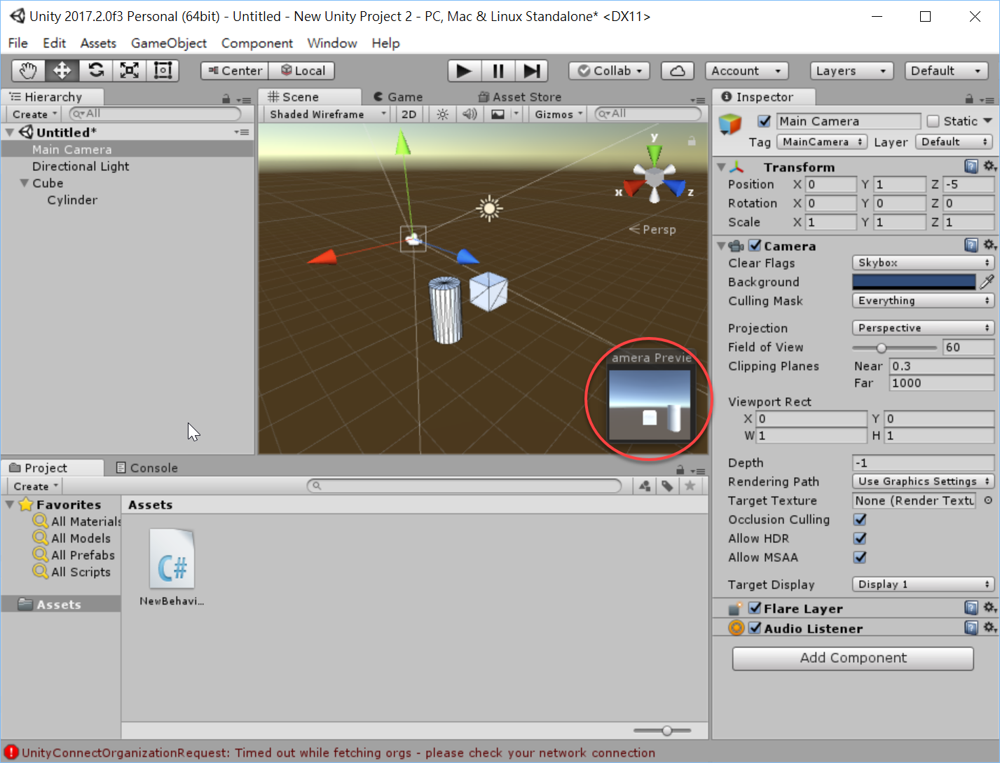 Unity 2017.2.0f3 Personal (64bit) - Untitled - New Unity Project 2 - PC, Mac & Linux Standalone* <DX11>
File Edit Assets GameObject Component Window Help
Center Local Collab Account Layers Default
Hierarchy
Create All
Untitled*
Main Camera
Directional Light
Cube
Cylinder
Scene Game Asset Store
Shaded Wireframe 2D Gizmos All
y
x z
Persp
amera Previe
Inspector
Main Camera Static
Tag MainCamera Layer Default
Transform
Position X 0 Y 1 Z -5
Rotation X 0 Y 0 Z 0
Scale X 1 Y 1 Z 1
Camera
Clear Flags Skybox
Background
Culling Mask Everything
Projection Perspective
Field of View 60
Clipping Planes Near 0.3
Far 1000
Viewport Rect
X 0 Y 0
W 1 H 1
Depth -1
Rendering Path Use Graphics Settings
Target Texture None (Render Textu
Occlusion Culling
Allow HDR
Allow MSAA
Target Display Display 1
Flare Layer
Audio Listener
Add Component
Project Console
Create
Favorites
All Materials
All Models
All Prefabs
All Scripts
Assets
Assets
C#
NewBehavi...
UnityConnectOrganizationRequest: Timed out while fetching orgs - please check your network connection